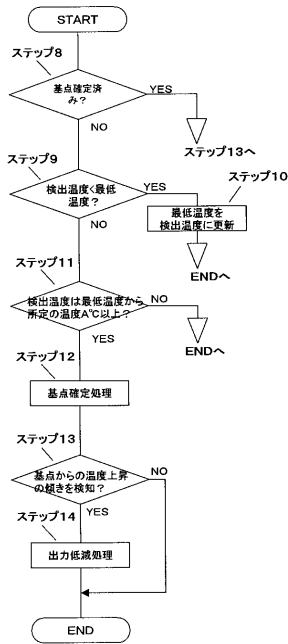 START
ステップ8
基点確定済
み？
YES
NO
ステップ13へ
ステップ9
検出温度<最低
温度？
YES
NO
ステップ10
最低温度を
検出温度に更新
ENDへ
ステップ11
検出温度は最低温度から
所定の温度A℃以上？
NO
YES
ENDへ
ステップ12
基点確定処理
ステップ13
基点からの温度上昇
の傾きを検知？
NO
YES
ステップ14
出力低減処理
END